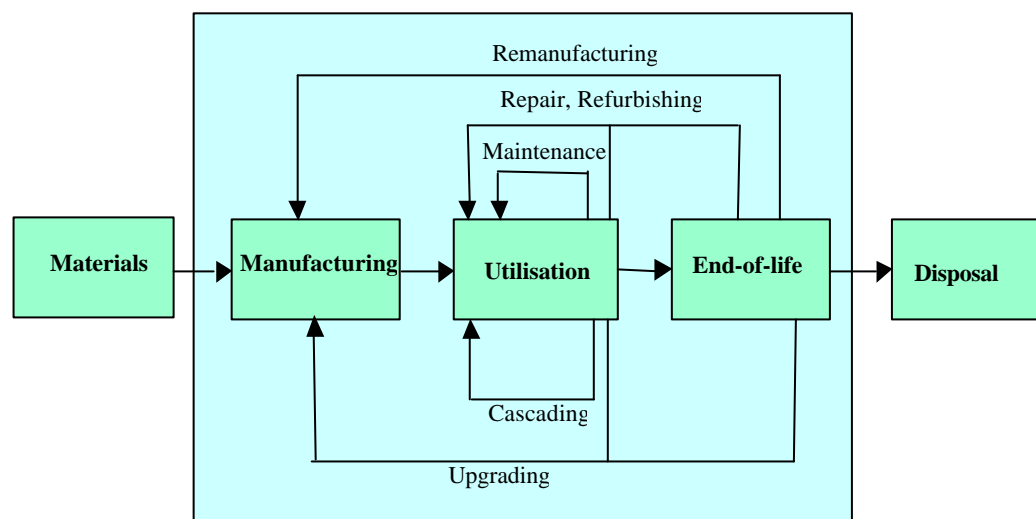 Remanufacturing
Repair, Refurbishing
Maintenance
Materials
Manufacturing
Utilisation
End-of-life
Disposal
Cascading
Upgrading